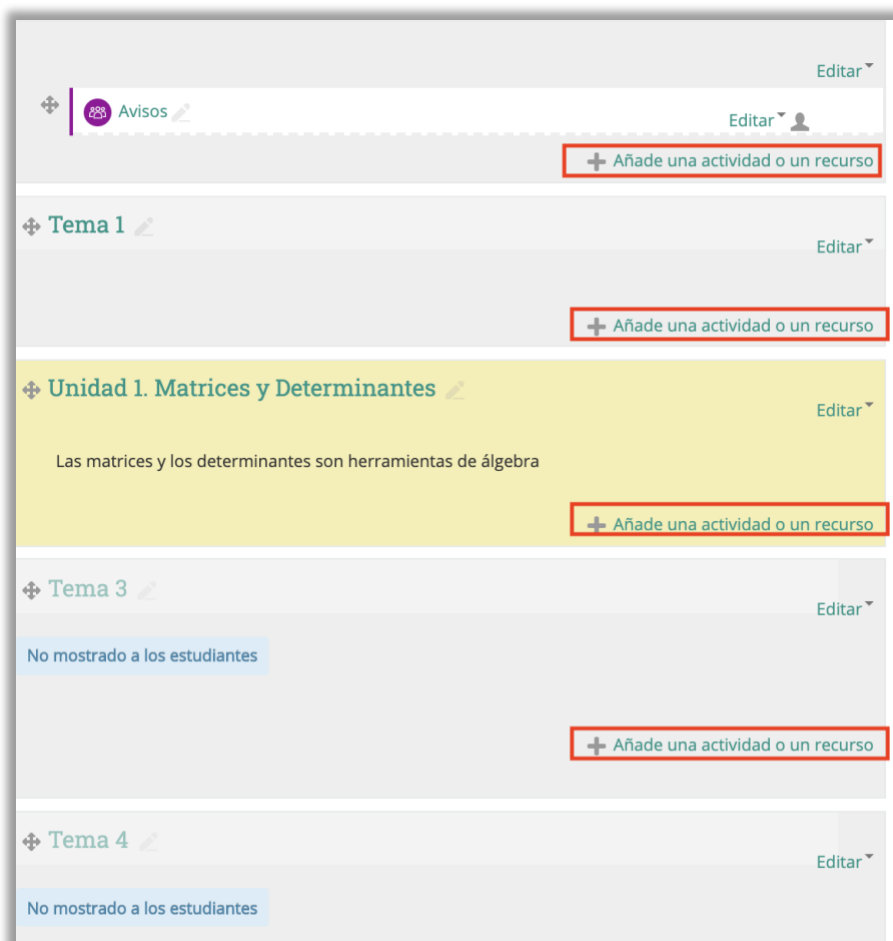 Editar
Avisos
Editar
Añade una actividad o un recurso
Tema 1
Editar
Añade una actividad o un recurso
Unidad 1. Matrices y Determinantes
Editar
Las matrices y los determinantes son herramientas de álgebra
Añade una actividad o un recurso
Tema 3
Editar
No mostrado a los estudiantes
Añade una actividad o un recurso
Tema 4
Editar
No mostrado a los estudiantes